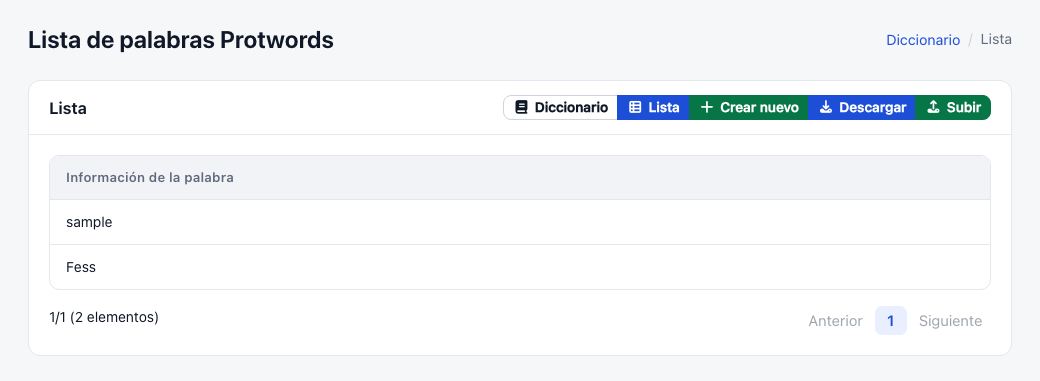 Lista de palabras Protwords
Diccionario / Lista
Lista
Diccionario Lista Crear nuevo Descargar Subir
Información de la palabra
sample
Fess
1/1 (2 elementos)
Anterior 1 Siguiente